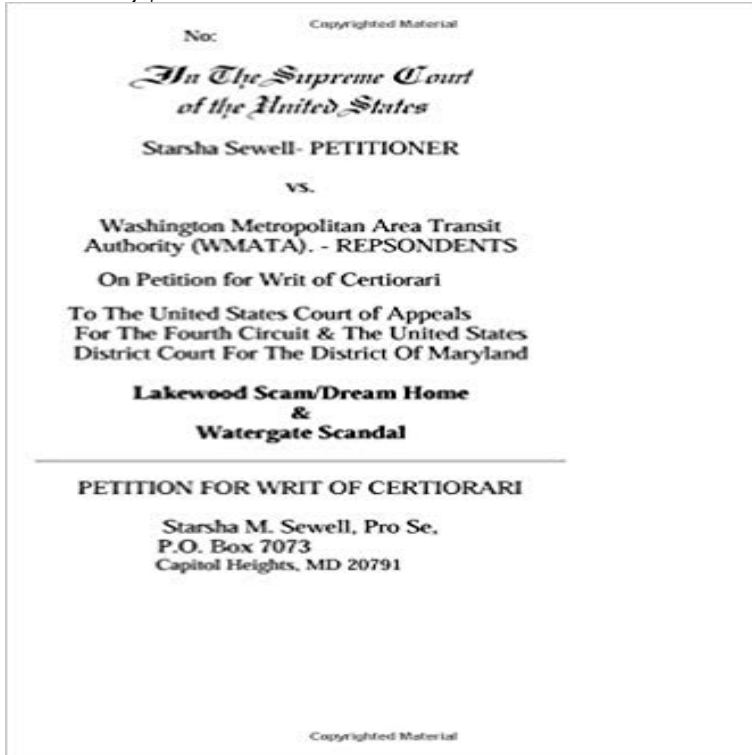 Copyrighted Material
No:
In The Supreme Court
of the United States
Starsha Sewell- PETITIONER
vs.
Washington Metropolitan Area Transit
Authority (WMATA). - REPSONDENTS
On Petition for Writ of Certiorari
To The United States Court of Appeals
For The Fourth Circuit & The United States
District Court For The District Of Maryland
Lakewood Scam/Dream Home
&
Watergate Scandal
PETITION FOR WRIT OF CERTIORARI
Starsha M. Sewell, Pro Se,
P.O. Box 7073
Capitol Heights, MD 20791
Copyrighted Material